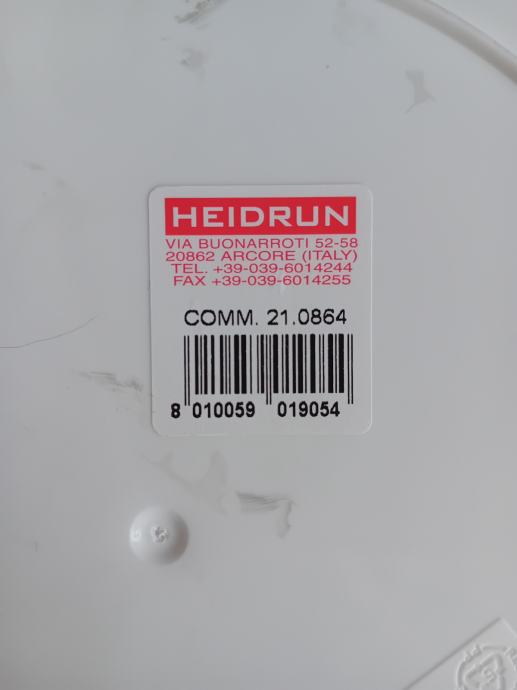 HEIDRUN
VIA BUONARROTI 52-58
20862 ARCORE (ITALY)
TEL. +39-039-6014244
FAX +39-039-6014255
COMM. 21.0864
8 010059 019054